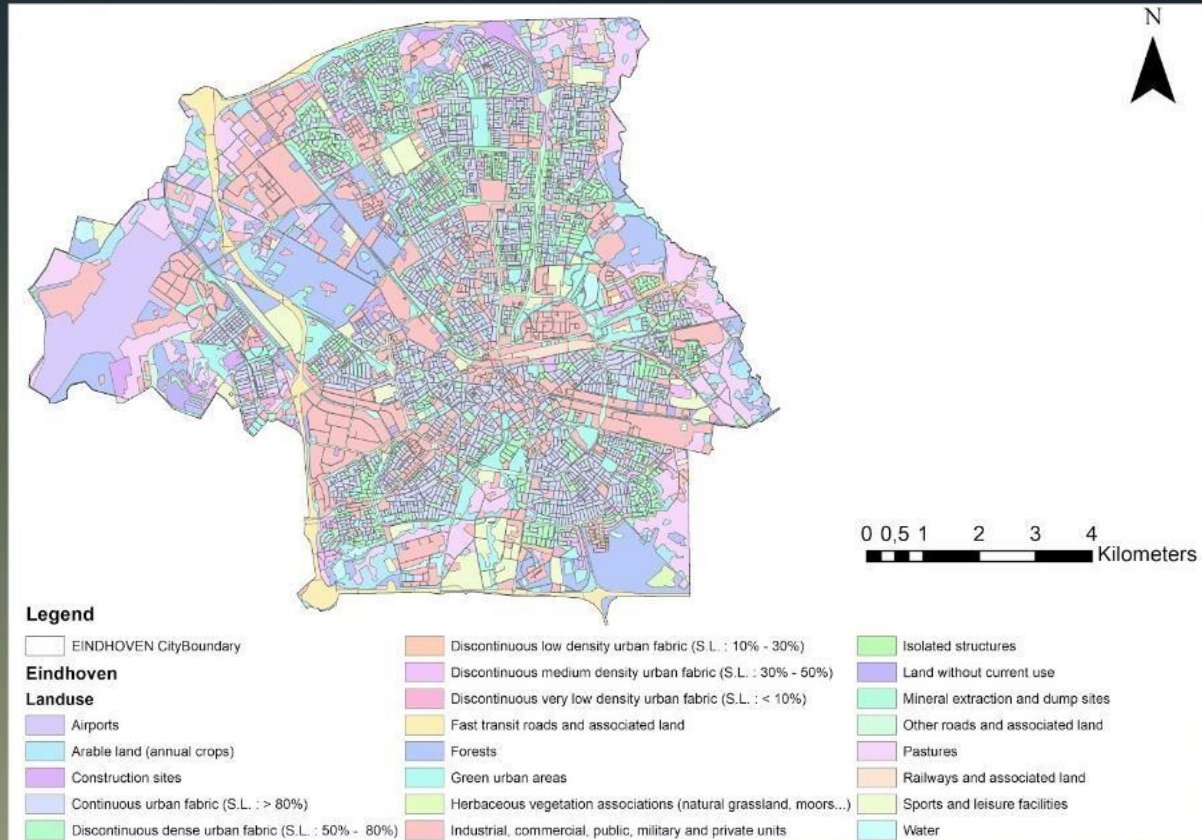 N
0 0,5 1 2 3 4
Kilometers
Legend
EINDHOVEN CityBoundary
Eindhoven
Landuse
Airports
Arable land (annual crops)
Construction sites
Continuous urban fabric (S.L. : > 80%)
Discontinuous dense urban fabric (S.L. : 50% - 80%)
Discontinuous low density urban fabric (S.L. : 10% - 30%)
Discontinuous medium density urban fabric (S.L. : 30% - 50%)
Discontinuous very low density urban fabric (S.L. : < 10%)
Fast transit roads and associated land
Forests
Green urban areas
Herbaceous vegetation associations (natural grassland, moors...)
Industrial, commercial, public, military and private units
Isolated structures
Land without current use
Mineral extraction and dump sites
Other roads and associated land
Pastures
Railways and associated land
Sports and leisure facilities
Water